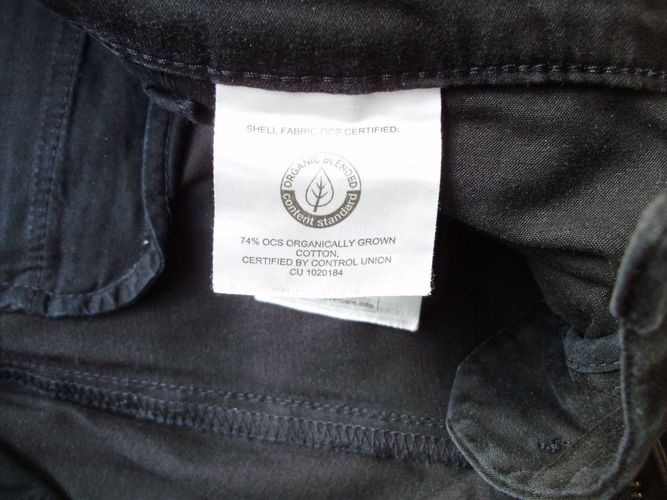 SHELL FABRIC OCS CERTIFIED:
ORGANIC BLENDED
content standard
74% OCS ORGANICALLY GROWN
COTTON,
CERTIFIED BY CONTROL UNION
CU 1020184